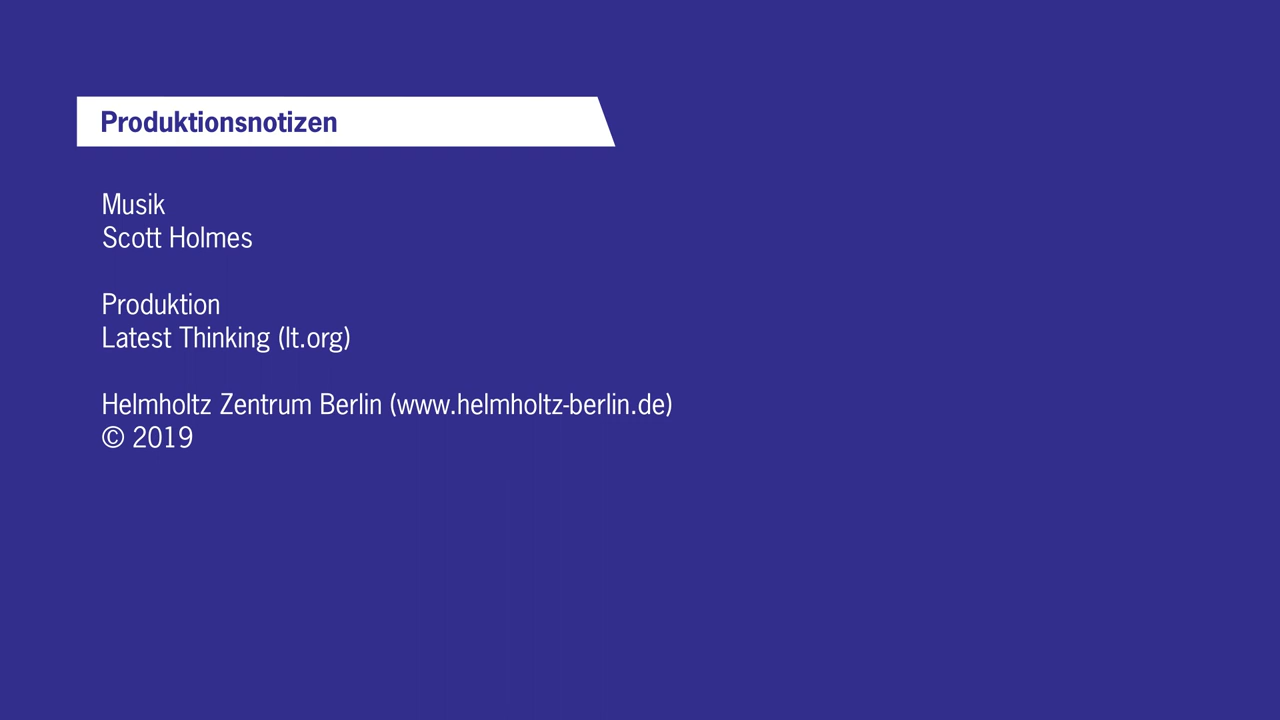 Produktionsnotizen
Musik
Scott Holmes
Produktion
Latest Thinking (lt.org)
Helmholtz Zentrum Berlin (www.helmholtz-berlin.de)
© 2019